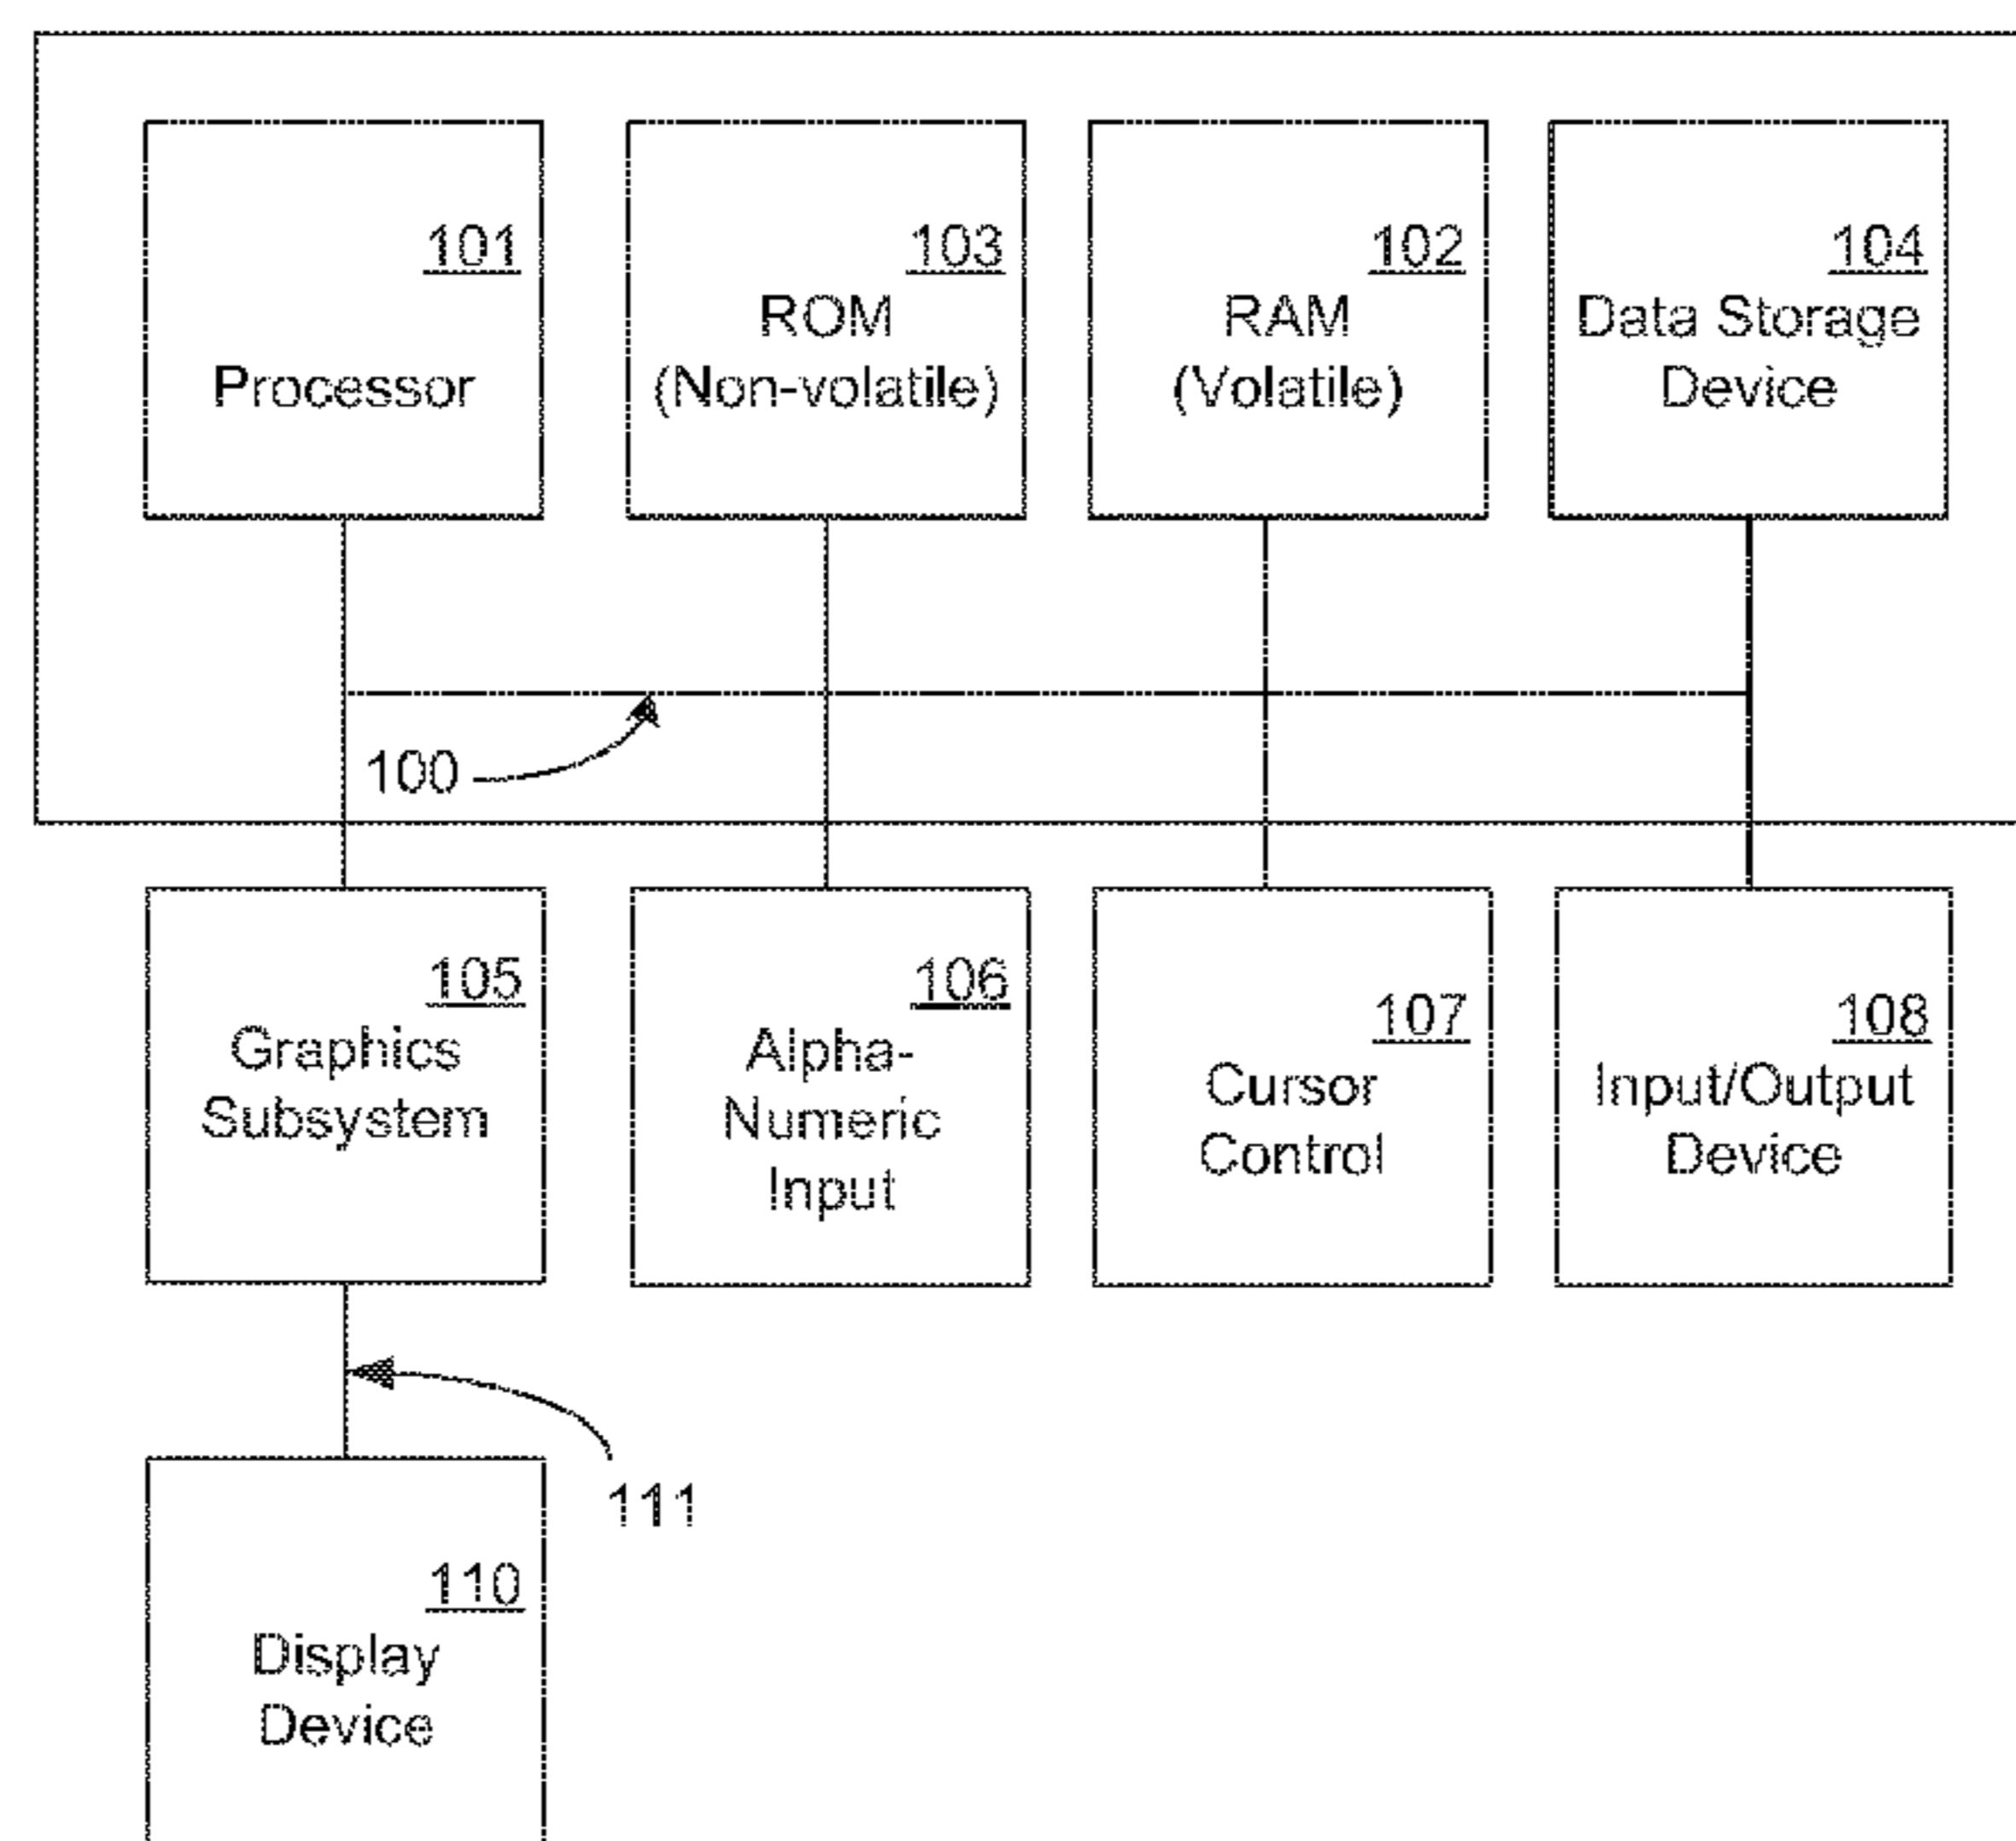 101
Processor
103
ROM
(Non-volatile)
102
RAM
(Volatile)
104
Data Storage
Device
100
105
Graphics
Subsystem
106
Alpha-
Numeric
Input
107
Cursor
Control
108
Input/Output
Device
111
110
Display
Device